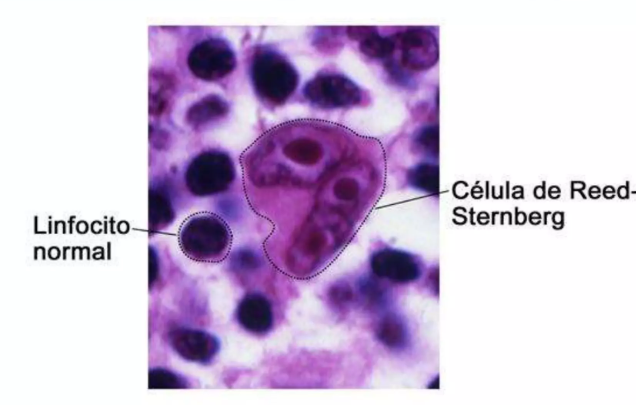 Linfocito
normal
Célula de Reed-
Sternberg